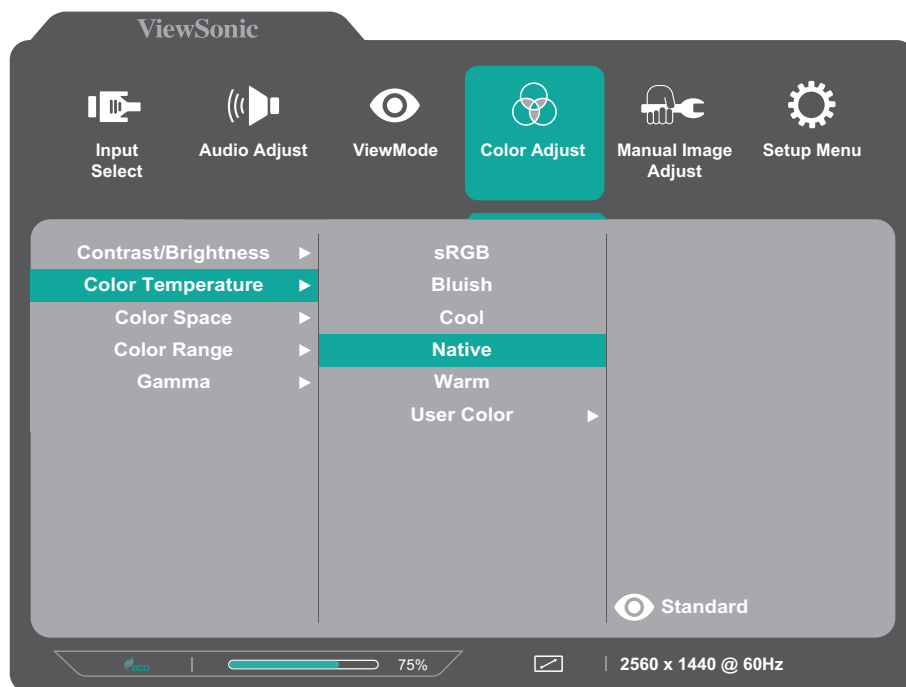 ViewSonic
Input
Select
Audio Adjust
ViewMode
Color Adjust
Manual Image
Adjust
Setup Menu
Contrast/Brightness
Color Temperature
Color Space
Color Range
Gamma
sRGB
Bluish
Cool
Native
Warm
User Color
Standard
eco
75%
2560 x 1440 @ 60Hz